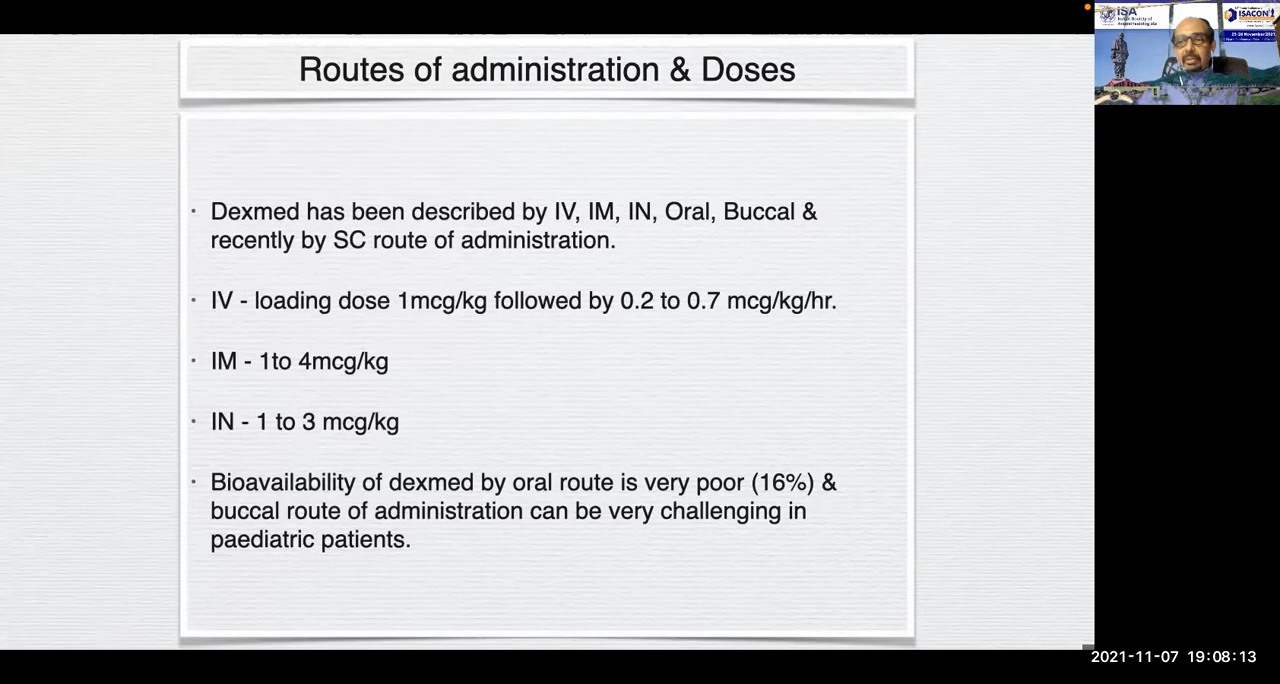 Routes of administration & Doses
ISA
ISACON
· Dexmed has been described by IV, IM, IN, Oral, Buccal &
recently by SC route of administration.
· IV - loading dose 1mcg/kg followed by 0.2 to 0.7 mcg/kg/hr.
· IM - 1to 4mcg/kg
· IN - 1 to 3 mcg/kg
· Bioavailability of dexmed by oral route is very poor (16%) &
buccal route of administration can be very challenging in
paediatric patients.
2021-11-07 19:08:13